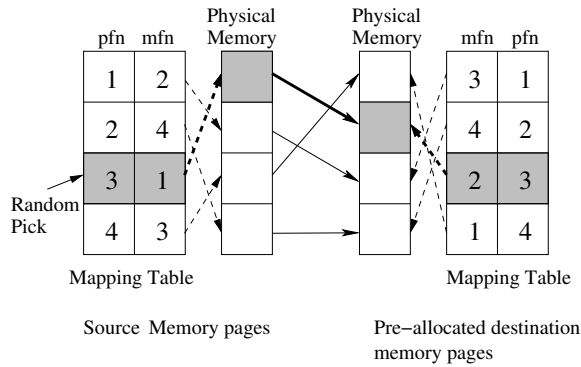 Physical Memory
Physical Memory
pfn mfn
mfn pfn
1 2
3 1
2 4
4 2
3 1
2 3
4 3
1 4
Random Pick
Mapping Table
Mapping Table
Source Memory pages
Pre−allocated destination
memory pages